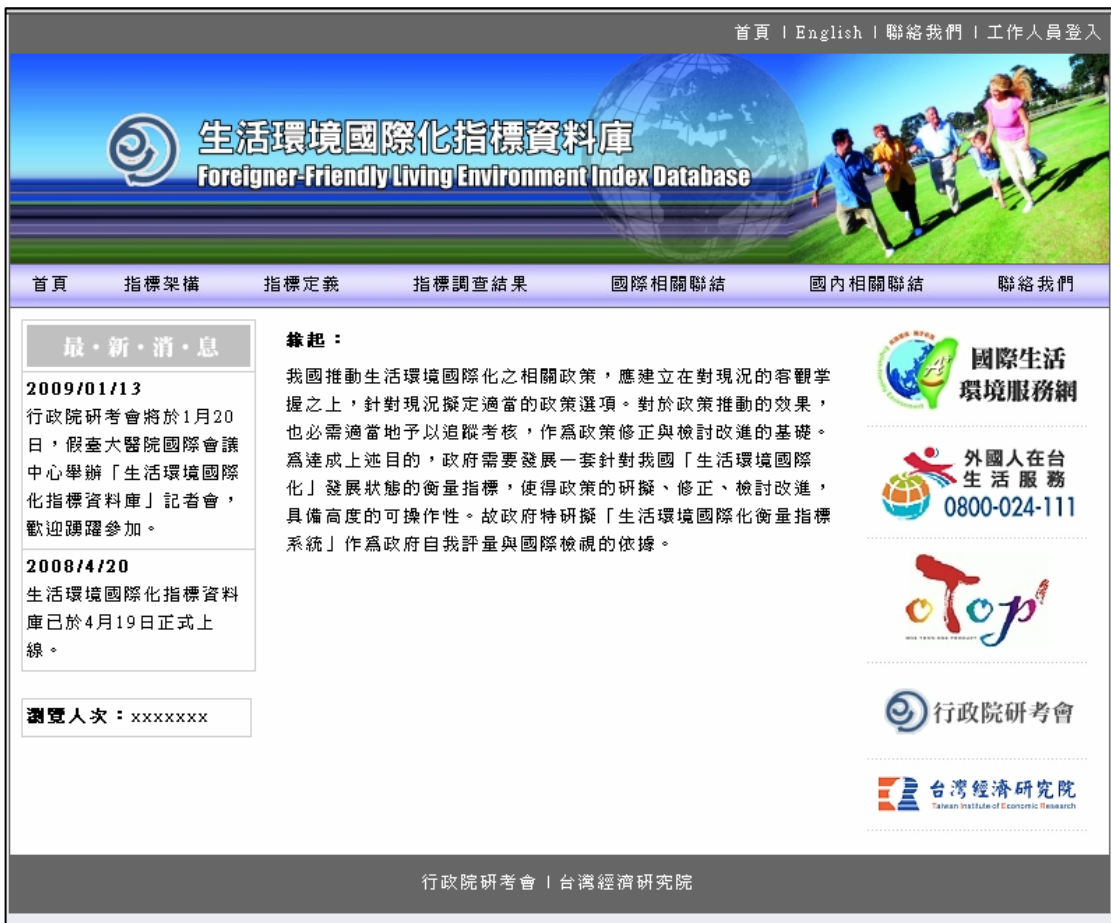 首頁 | English | 聯絡我們 | 工作人員登入
生活環境國際化指標資料庫
Foreigner-Friendly Living Environment Index Database
首頁 指標架構 指標定義 指標調查結果 國際相關聯結 國內相關聯結 聯絡我們
最・新・消・息
2009/01/13
行政院研考會將於1月20
日，假臺大醫院國際會議
中心舉辦「生活環境國際
化指標資料庫」記者會，
歡迎踴躍參加。
2008/4/20
生活環境國際化指標資料
庫已於4月19日正式上
線。
瀏覽人次：xxxxxxx
緣起：
我國推動生活環境國際化之相關政策，應建立在對現況的客觀掌
握之上，針對現況擬定適當的政策選項。對於政策推動的效果，
也必需適當地予以追蹤考核，作為政策修正與檢討改進的基礎。
為達成上述目的，政府需要發展一套針對我國「生活環境國際
化」發展狀態的衡量指標，使得政策的研擬、修正、檢討改進，
具備高度的可操作性。故政府特研擬「生活環境國際化衡量指標
系統」作為政府自我評量與國際檢視的依據。
A+
國際生活
環境服務網
外國人在台
生活服務
0800-024-111
oTop
ONE TOWN ONE PRODUCT
行政院研考會
台灣經濟研究院
Taiwan Institute of Economic Research
行政院研考會 | 台灣經濟研究院